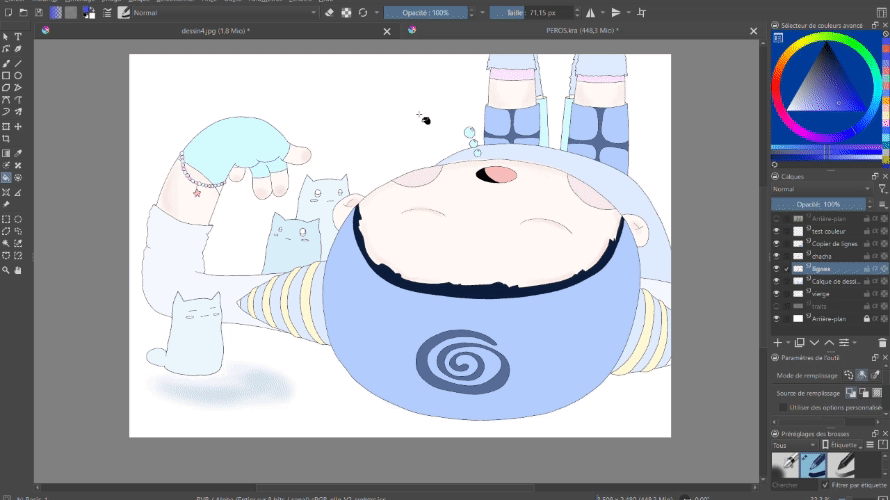 Normal
Opacité : 100%
Taille : 71,15 px
dessin4.jpg (1,8 Mio) *
PEROS.kra (448,3 Mio) *
Sélecteur de couleurs avancé
Calques
Normal
Opacité: 100%
Arrière-plan
test couleur
Copier de lignes
chacha
lignes
Calque de dessi...
vierge
traits
Arrière-plan
Paramètres de l'outil
Mode de remplissage :
Source de remplissage :
Utiliser des options personnalisé
Préréglages des brosses
Tous
Étiquette
Chercher
Filtrer par étiquette